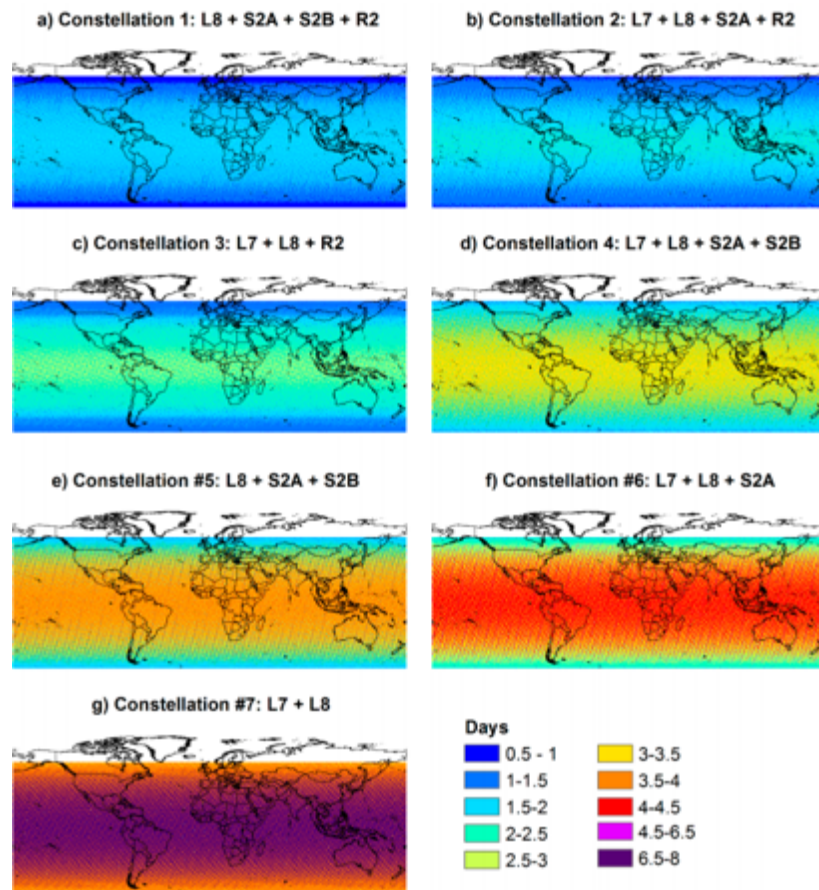 a) Constellation 1: L8 + S2A + S2B + R2
b) Constellation 2: L7 + L8 + S2A + R2
c) Constellation 3: L7 + L8 + R2
d) Constellation 4: L7 + L8 + S2A + S2B
e) Constellation #5: L8 + S2A + S2B
f) Constellation #6: L7 + L8 + S2A
g) Constellation #7: L7 + L8
Days
0.5 - 1
1-1.5
1.5-2
2-2.5
2.5-3
3-3.5
3.5-4
4-4.5
4.5-6.5
6.5-8